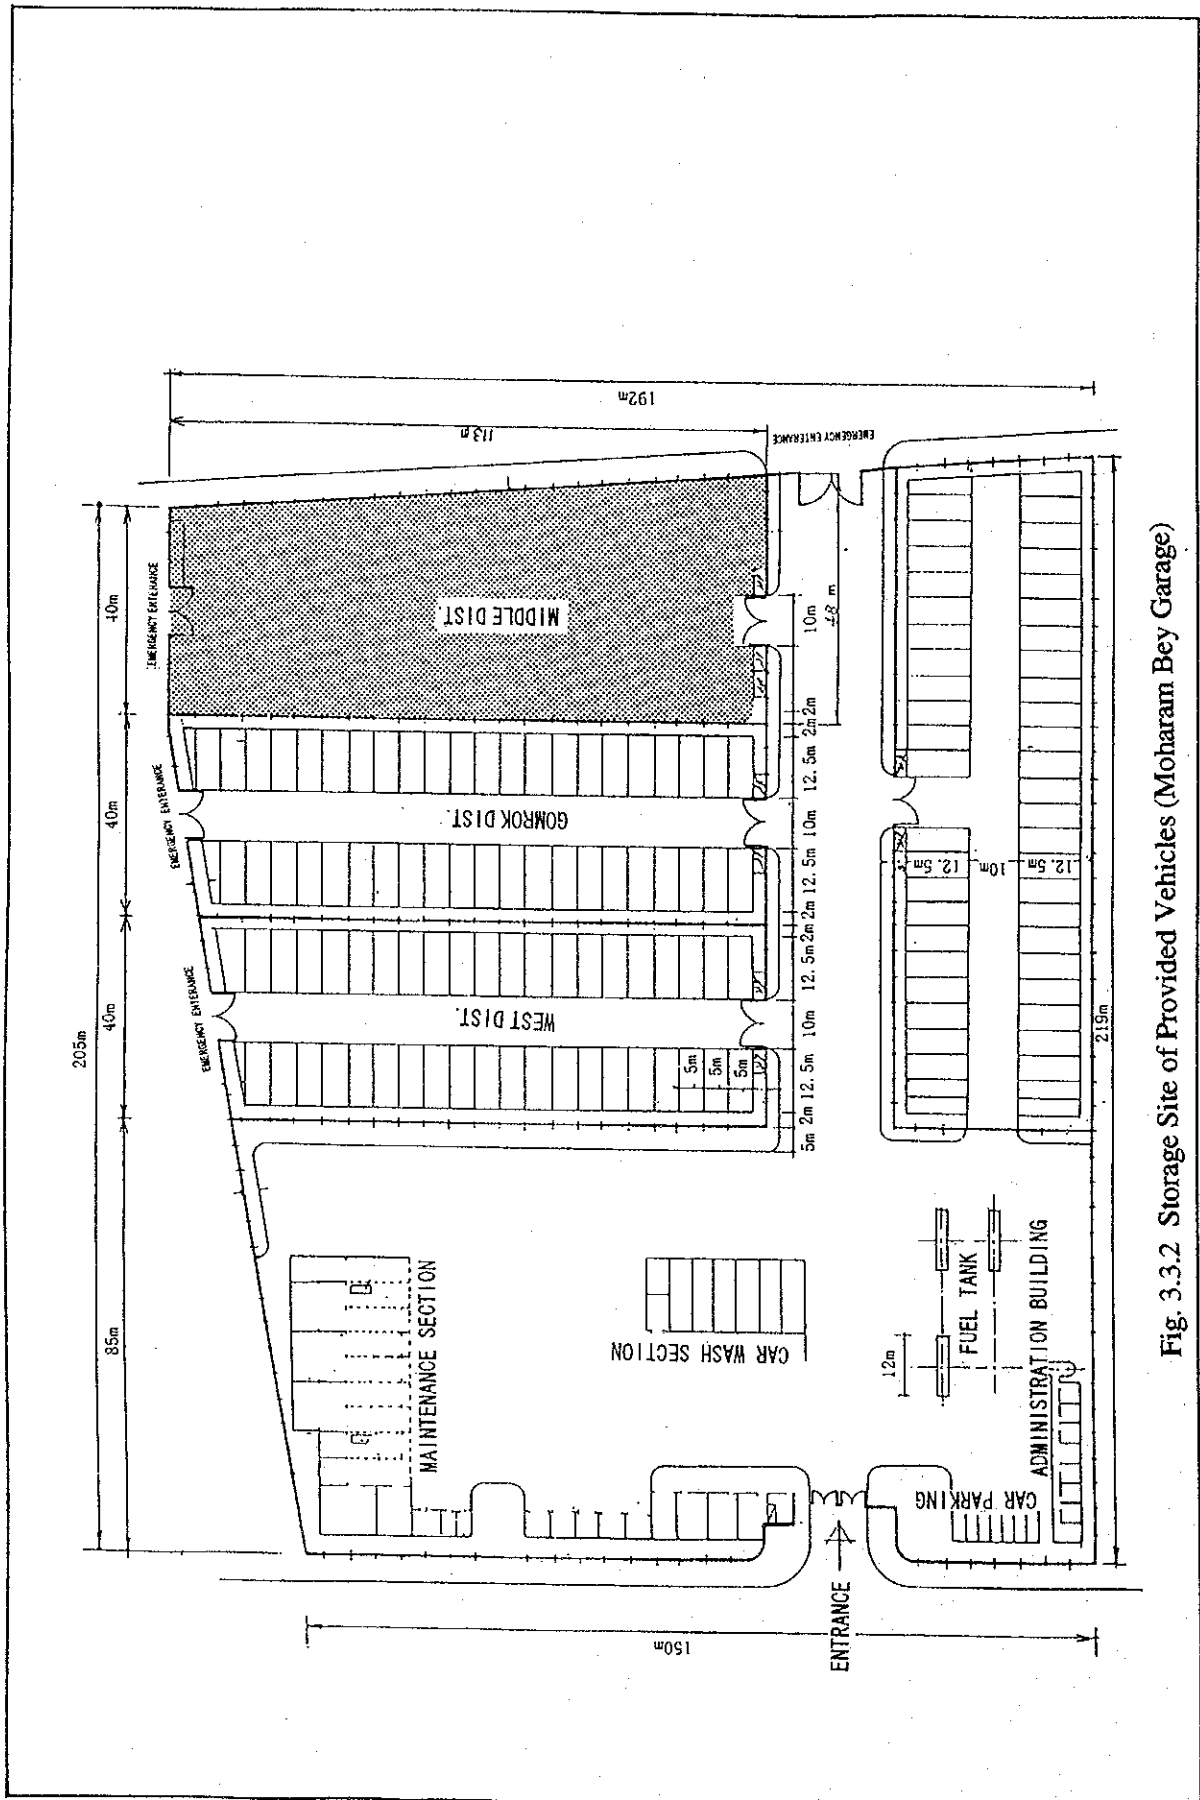 205m
85m
40m
40m
40m
EMERGENCY ENTERANCE
EMERGENCY ENTERANCE
EMERGENCY ENTERANCE
192m
113m
EMERGENCY ENTERANCE
MIDDLE DIST.
GOMROK DIST.
WEST DIST.
5m
5m
5m
5m 2m 12.5m 10m 12.5m 2m 2m 12.5m 10m 12.5m 2m 2m 10m
48 m
MAINTENANCE SECTION
CAR WASH SECTION
12m
FUEL TANK
ADMINISTRATION BUILDING
CAR PARKING
ENTRANCE
150m
12.5m
10m
12.5m
219m
Fig. 3.3.2 Storage Site of Provided Vehicles (Moharam Bey Garage)